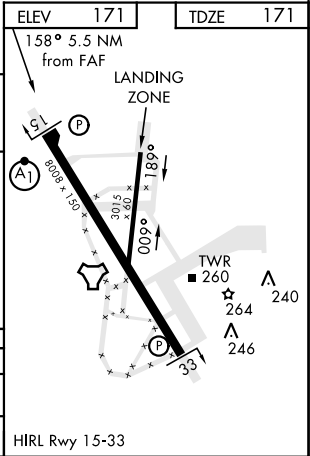 ELEV 171
TDZE 171
158° 5.5 NM
from FAF
LANDING
ZONE
15
P
A1
8008 x 150
3015
x 60
189°
009°
TWR
260
264
240
246
P
33
HIRL Rwy 15-33